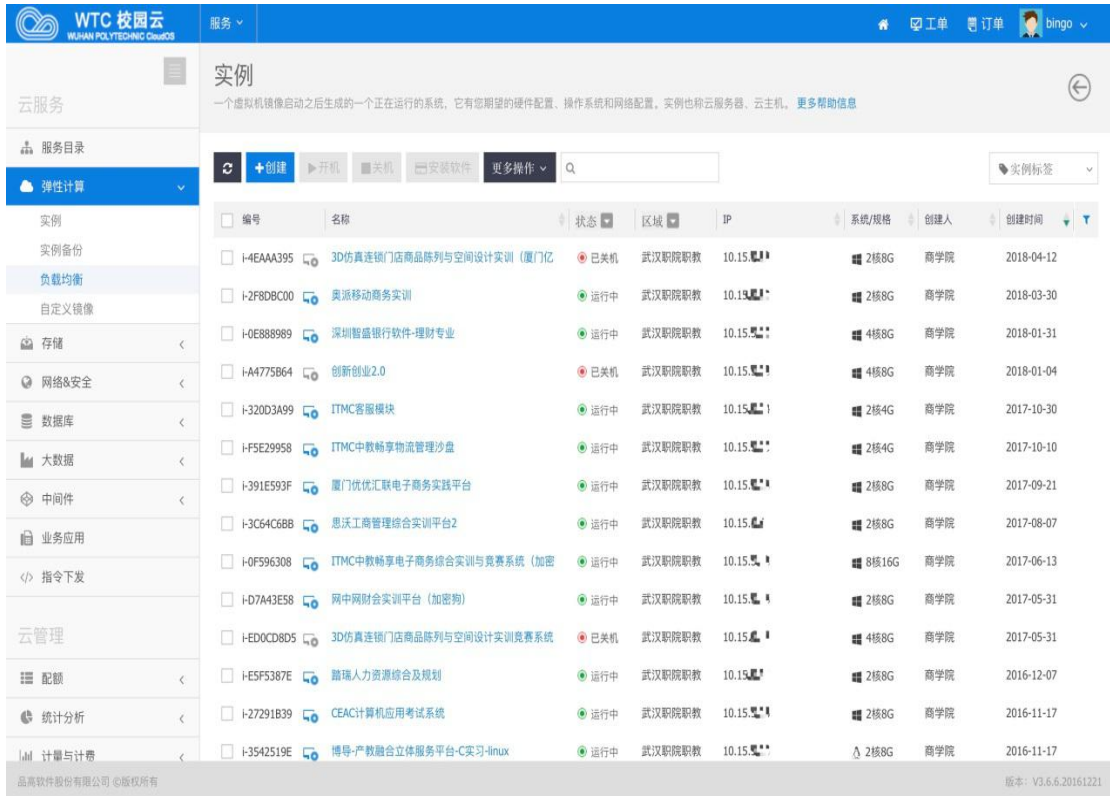 WTC 校园云
WUHAN POLYTECHNIC CloudOS
服务
工单
订单
bingo
云服务
服务目录
弹性计算
实例
实例备份
负载均衡
自定义镜像
存储
网络&安全
数据库
大数据
中间件
业务应用
指令下发
云管理
配额
统计分析
计量与计费
实例
一个虚拟机镜像启动之后生成的一个正在运行的系统，它有您期望的硬件配置、操作系统和网络配置。实例也称云服务器、云主机。 更多帮助信息
创建 开机 关机 安装软件 更多操作 实例标签
编号 名称 状态 区域 IP 系统/规格 创建人 创建时间
i-4EAAA395 3D仿真连锁门店商品陈列与空间设计实训（厦门亿 已关机 武汉职院职教 10.15. 2核8G 商学院 2018-04-12
i-2F8DBC00 奥派移动商务实训 运行中 武汉职院职教 10.15. 2核8G 商学院 2018-03-30
i-0E888989 深圳智盛银行软件-理财专业 运行中 武汉职院职教 10.15. 4核8G 商学院 2018-01-31
i-A4775B64 创新创业2.0 已关机 武汉职院职教 10.15. 4核8G 商学院 2018-01-04
i-320D3A99 ITMC客服模块 运行中 武汉职院职教 10.15. 2核4G 商学院 2017-10-30
i-F5E29958 ITMC中教畅享物流管理沙盘 运行中 武汉职院职教 10.15. 2核4G 商学院 2017-10-10
i-391E593F 厦门优优汇联电子商务实践平台 运行中 武汉职院职教 10.15. 2核8G 商学院 2017-09-21
i-3C64C6BB 思沃工商管理综合实训平台2 运行中 武汉职院职教 10.15. 2核8G 商学院 2017-08-07
i-0F596308 ITMC中教畅享电子商务综合实训与竞赛系统（加密 运行中 武汉职院职教 10.15. 8核16G 商学院 2017-06-13
i-D7A43E58 网中网财会实训平台（加密狗） 运行中 武汉职院职教 10.15. 2核8G 商学院 2017-05-31
i-ED0CD8D5 3D仿真连锁门店商品陈列与空间设计实训竞赛系统 已关机 武汉职院职教 10.15. 4核8G 商学院 2017-05-31
i-E5F5387E 踏瑞人力资源综合及规划 运行中 武汉职院职教 10.15. 2核8G 商学院 2016-12-07
i-27291B39 CEAC计算机应用考试系统 运行中 武汉职院职教 10.15. 2核8G 商学院 2016-11-17
i-3542519E 博导-产教融合立体服务平台-C实习-linux 运行中 武汉职院职教 10.15. 2核8G 商学院 2016-11-17
品高软件股份有限公司 ©版权所有
版本: V3.6.6.20161221